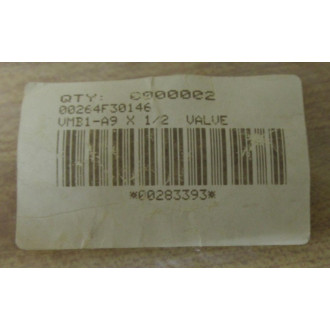 QTY: C000002
00264F30146
VMB1-A9 X 1/2 VALVE
*00283393*